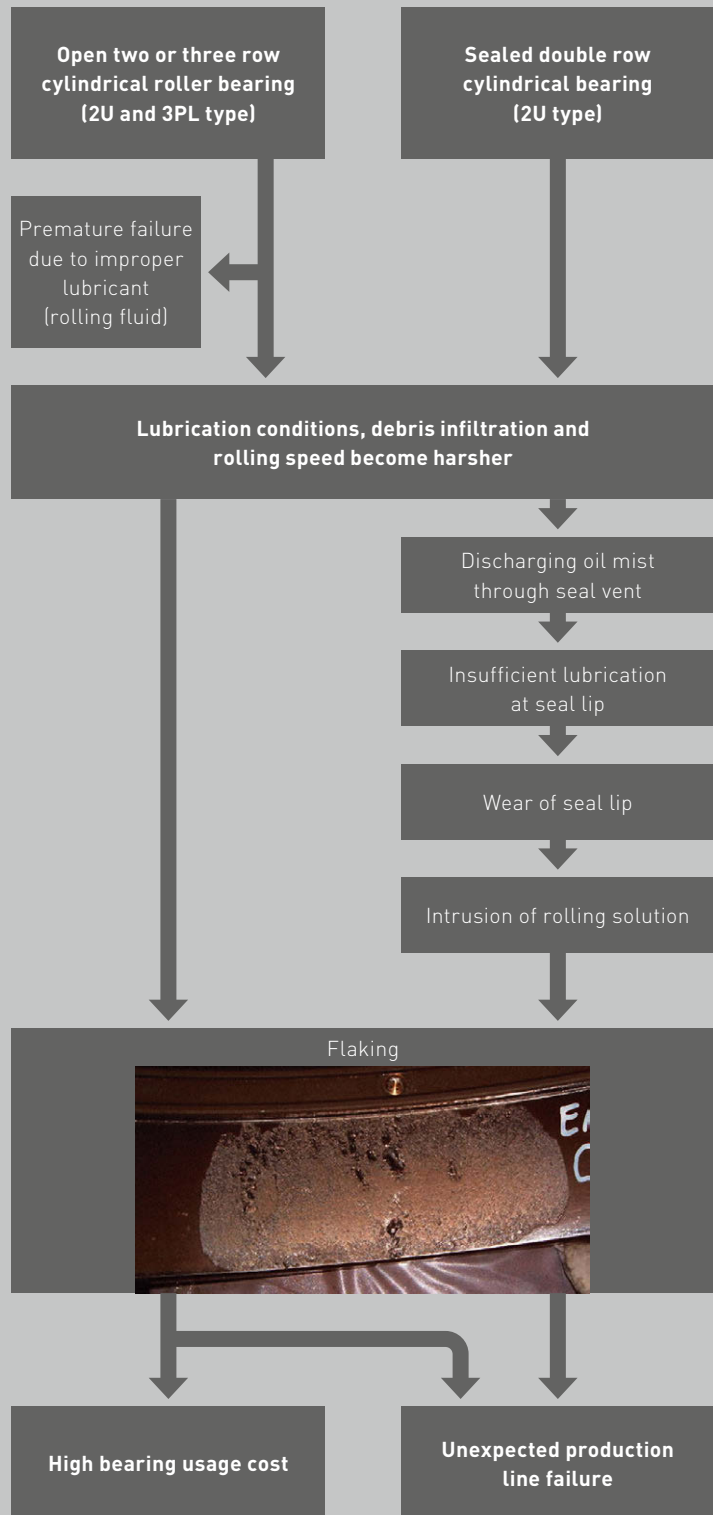 Open two or three row
cylindrical roller bearing
(2U and 3PL type)
Sealed double row
cylindrical bearing
(2U type)
Premature failure
due to improper
lubricant
(rolling fluid)
Lubrication conditions, debris infiltration and
rolling speed become harsher
Discharging oil mist
through seal vent
Insufficient lubrication
at seal lip
Wear of seal lip
Intrusion of rolling solution
Flaking
High bearing usage cost
Unexpected production
line failure